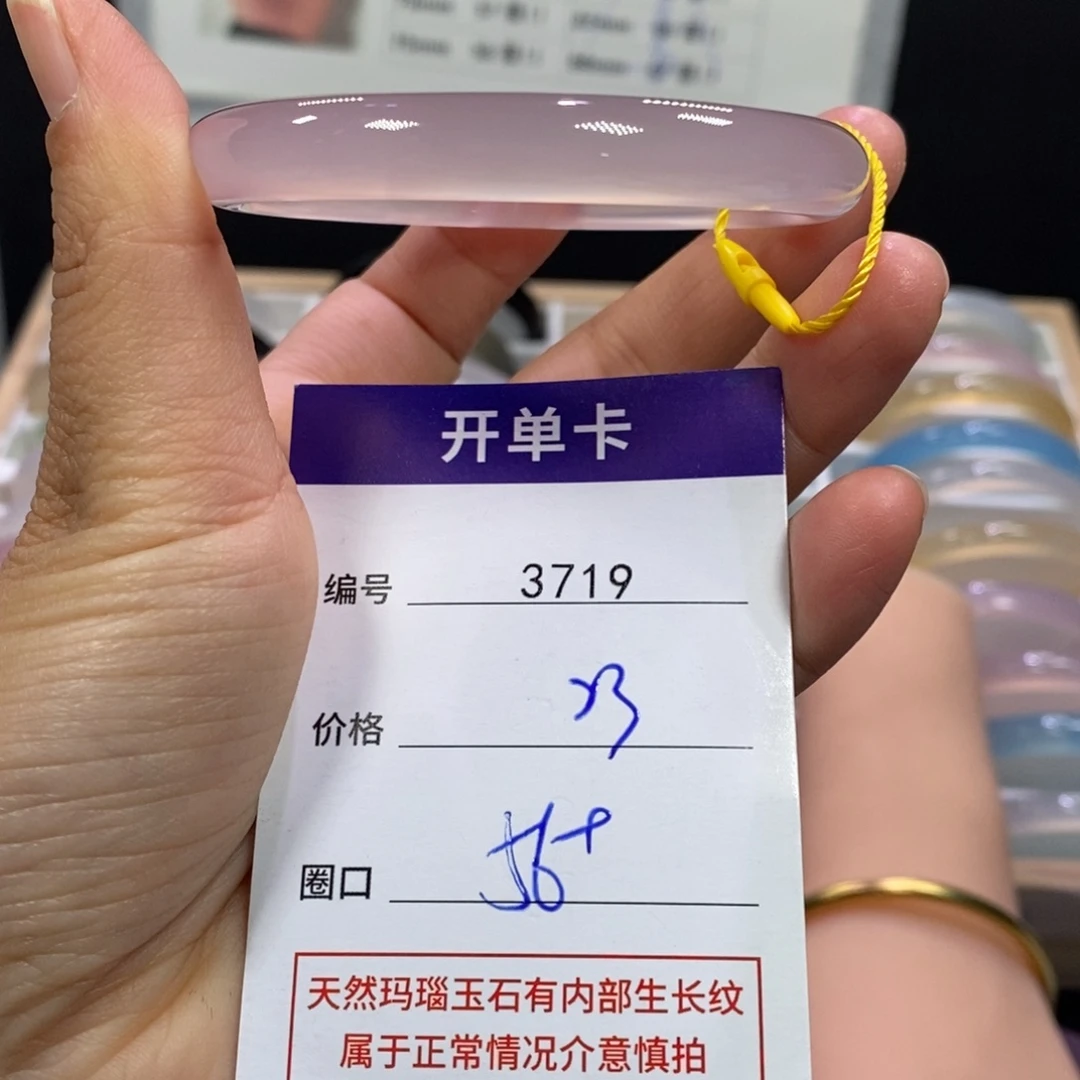 开单卡
编号 3719
价格
圈口 56+
天然玛瑙玉石有内部生长纹
属于正常情况介意慎拍